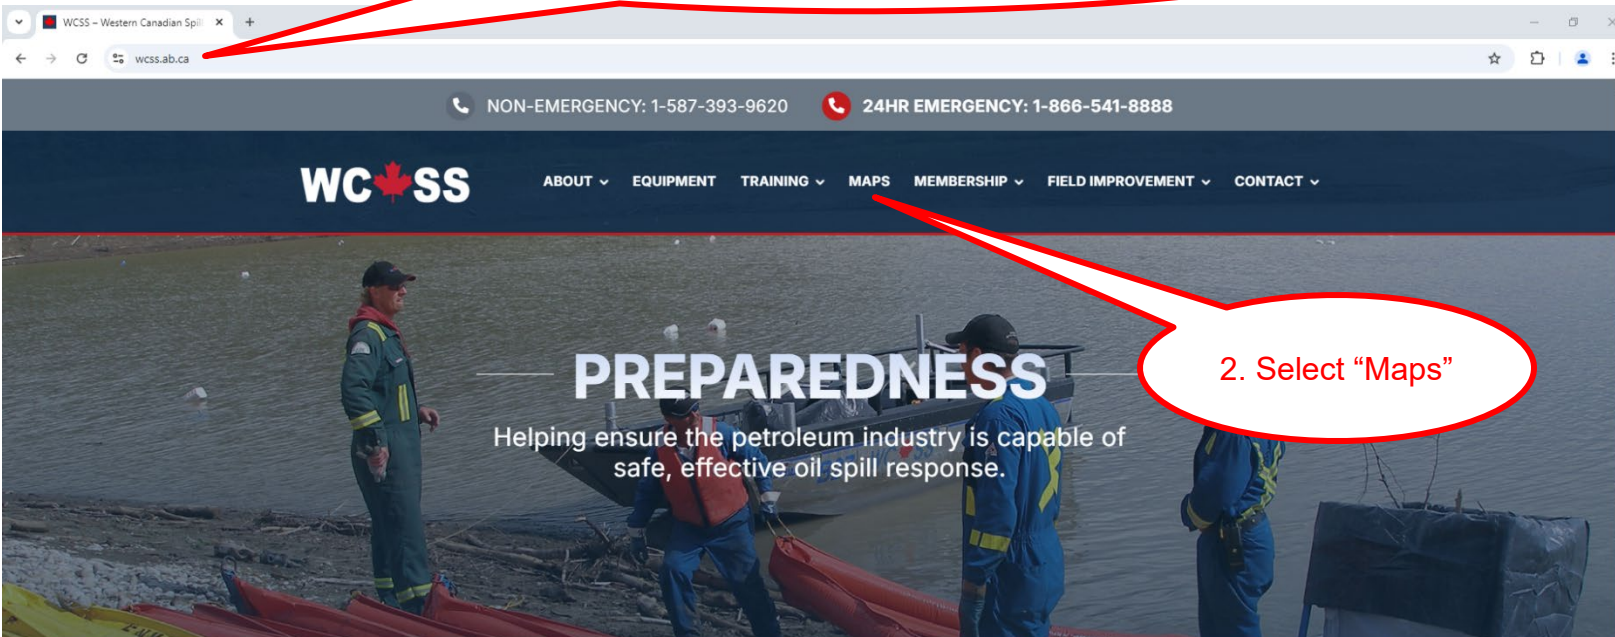 WCSS – Western Canadian Spil
wcss.ab.ca
NON-EMERGENCY: 1-587-393-9620 24HR EMERGENCY: 1-866-541-8888
WC SS ABOUT EQUIPMENT TRAINING MAPS MEMBERSHIP FIELD IMPROVEMENT CONTACT
PREPAREDNESS
2. Select “Maps”
Helping ensure the petroleum industry is capable of
safe, effective oil spill response.